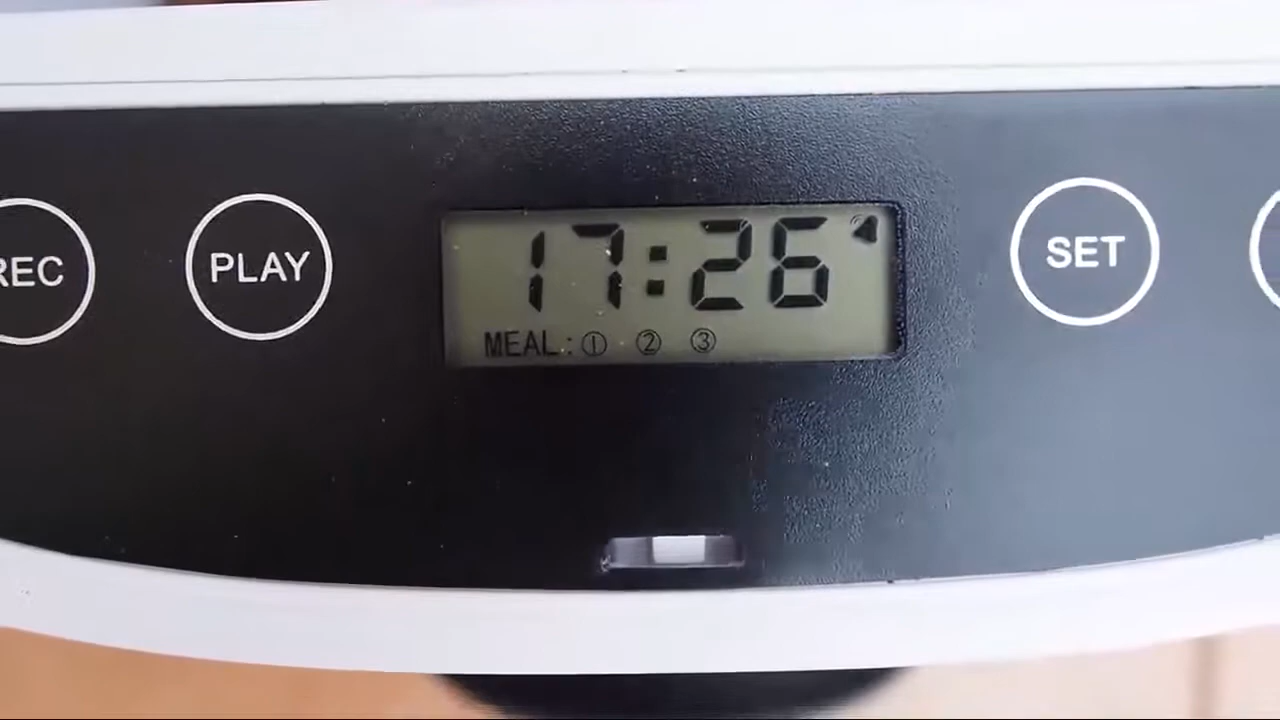 REC
PLAY
17:26
MEAL: ① ② ③
SET